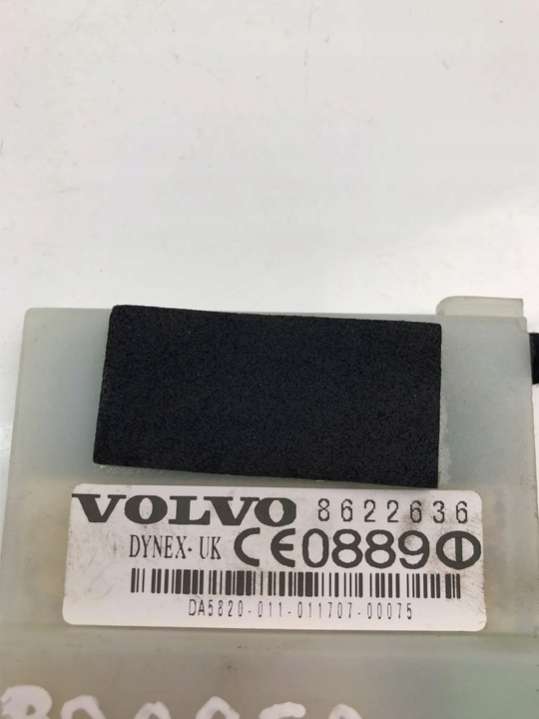 VOLVO 8622636
DYNEX· UK CE0889
DA5820-011-011707-00075